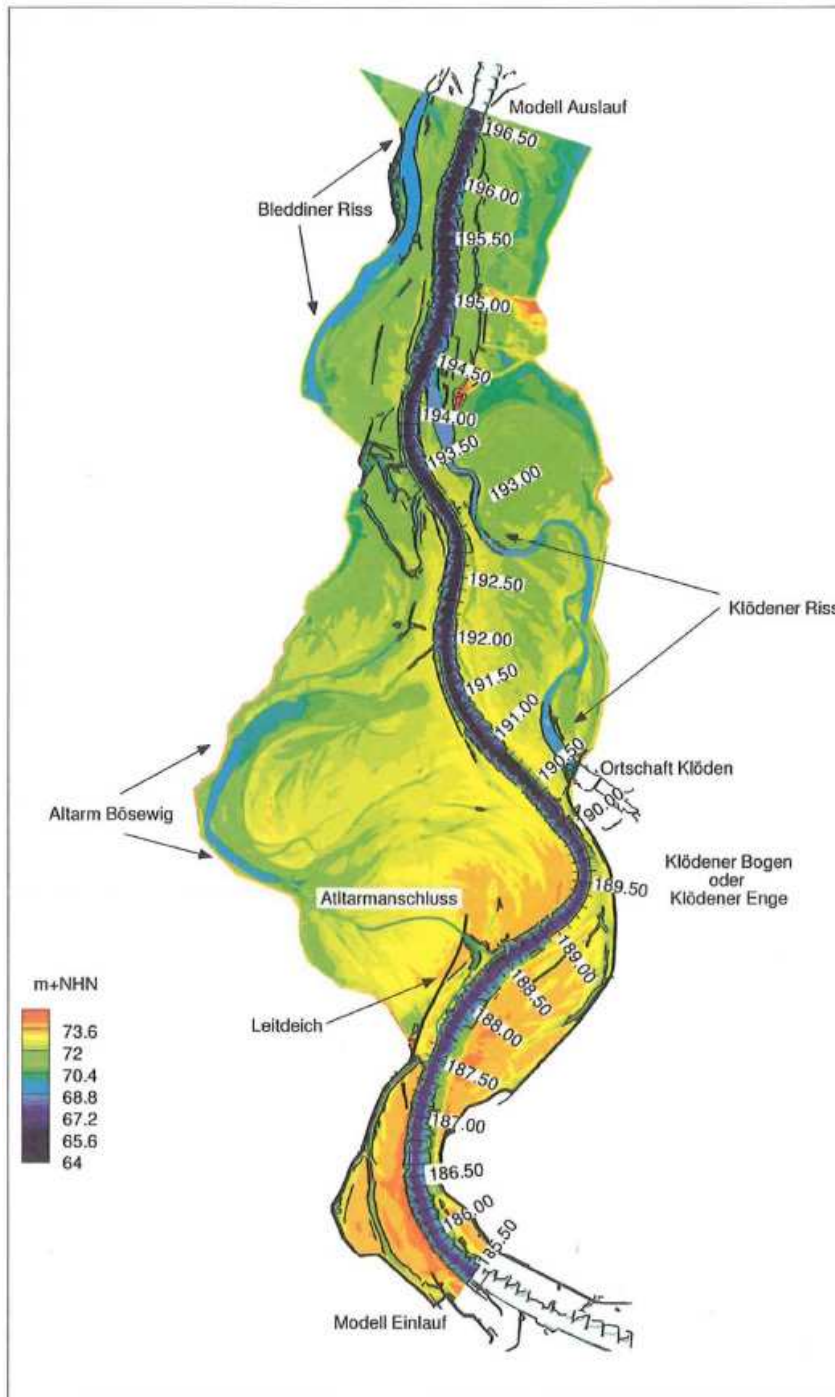 Modell Auslauf
196.50
196.00
Bleddiner Riss
195.50
195.00
194.50
194.00
193.50
193.00
192.50
Klödener Riss
192.00
191.50
191.00
190.50
Ortschaft Klöden
190.00
Altarm Bösewig
Klödener Bogen
oder
Klödener Enge
189.50
Atltarmanschluss
189.00
188.50
m+NHN
Leitdeich
188.00
73.6
72
70.4
68.8
67.2
65.6
64
187.50
187.00
186.50
186.00
185.50
Modell Einlauf